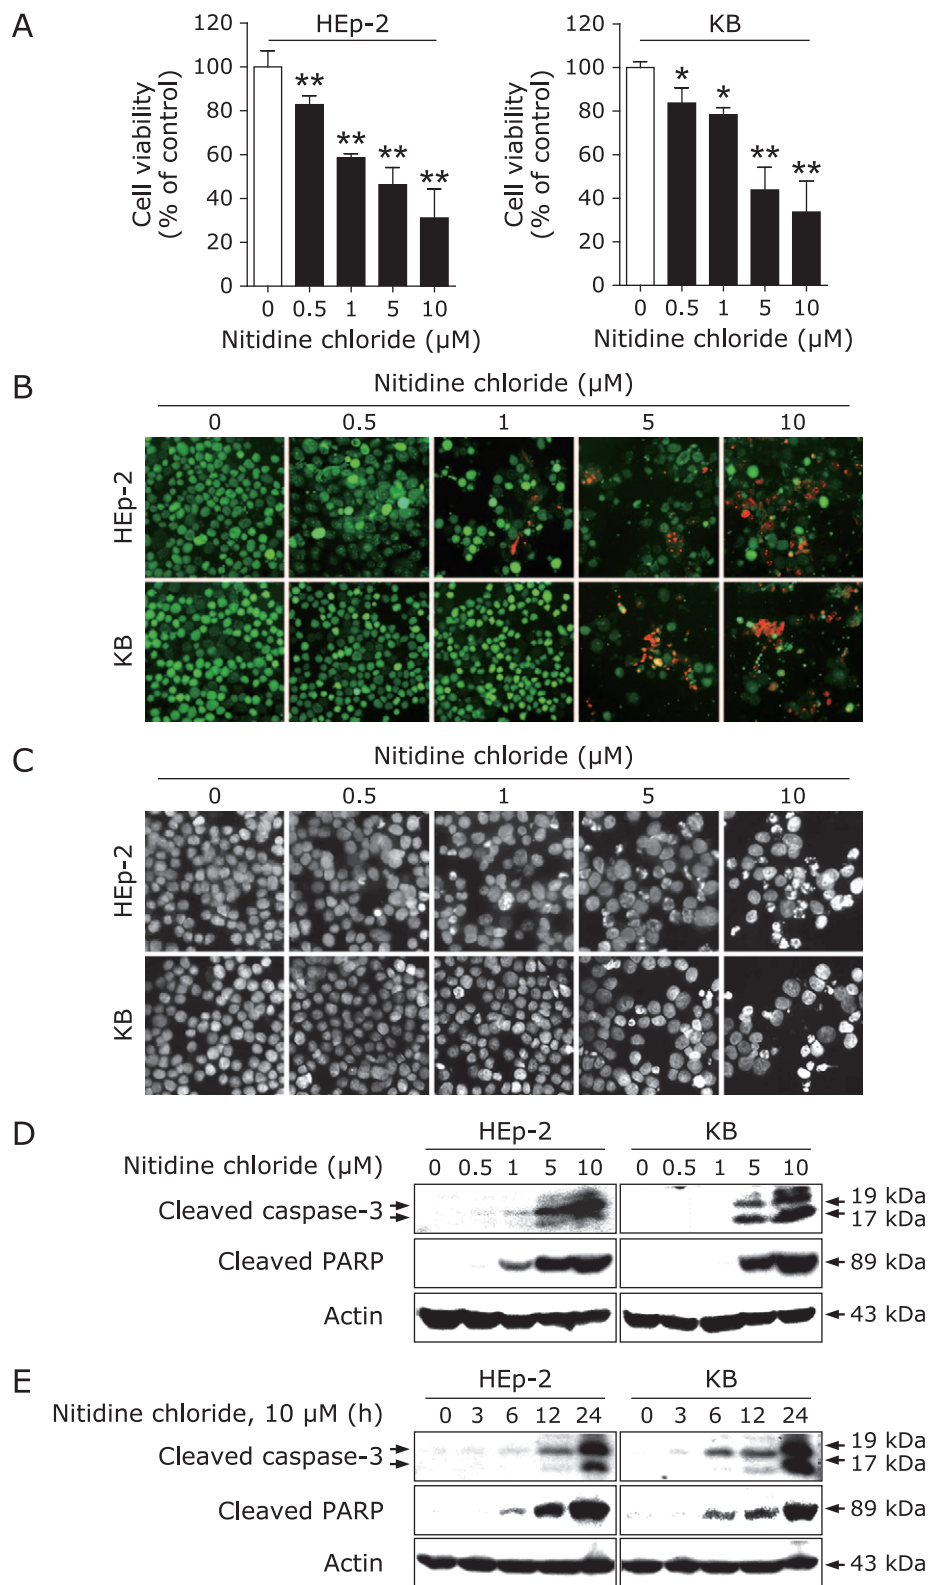 A
HEp-2
KB
Cell viability
(% of control)
120
100
80
60
40
20
0
** ** ** **
0 0.5 1 5 10
Nitidine chloride (µM)
Cell viability
(% of control)
120
100
80
60
40
20
0
* * ** **
0 0.5 1 5 10
Nitidine chloride (µM)
B
Nitidine chloride (µM)
0 0.5 1 5 10
HEp-2
KB
C
Nitidine chloride (µM)
0 0.5 1 5 10
HEp-2
KB
D
HEp-2 KB
Nitidine chloride (µM) 0 0.5 1 5 10 0 0.5 1 5 10
Cleaved caspase-3 19 kDa
17 kDa
Cleaved PARP 89 kDa
Actin 43 kDa
E
HEp-2 KB
Nitidine chloride, 10 µM (h) 0 3 6 12 24 0 3 6 12 24
Cleaved caspase-3 19 kDa
17 kDa
Cleaved PARP 89 kDa
Actin 43 kDa